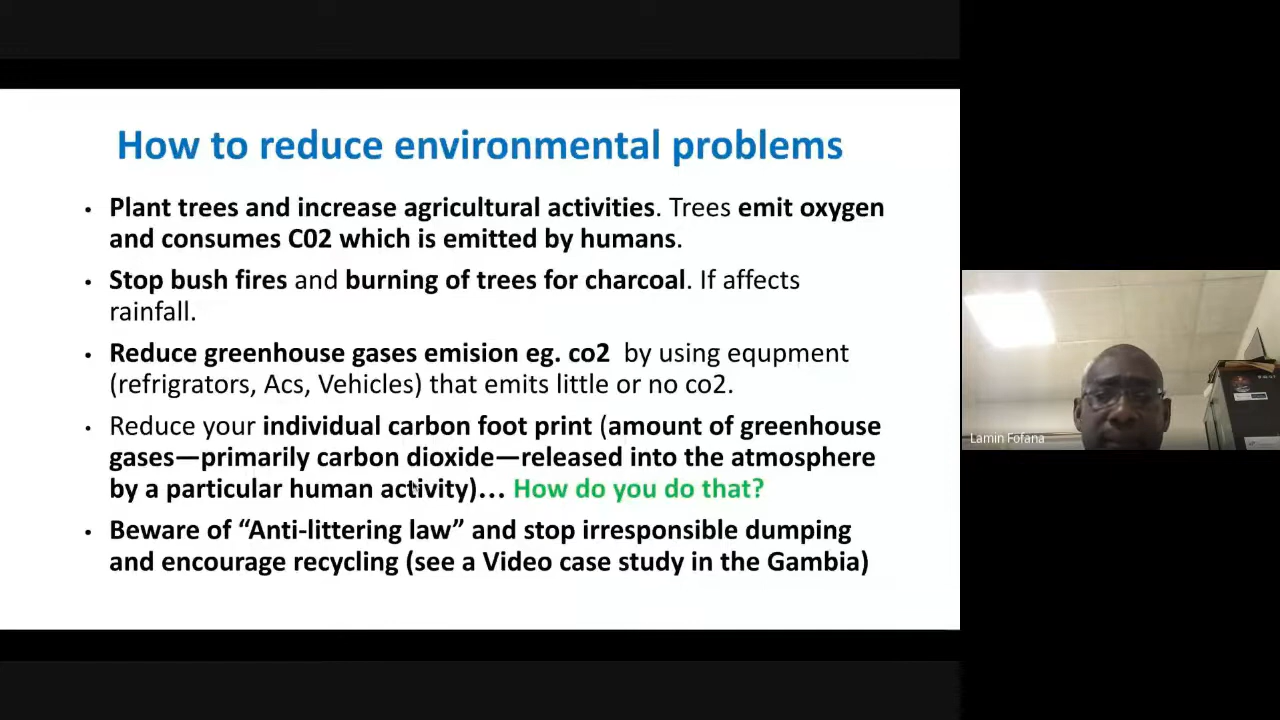 How to reduce environmental problems
• Plant trees and increase agricultural activities. Trees emit oxygen
and consumes C02 which is emitted by humans.
• Stop bush fires and burning of trees for charcoal. If affects
rainfall.
• Reduce greenhouse gases emision eg. co2 by using equpment
(refrigrators, Acs, Vehicles) that emits little or no co2.
• Reduce your individual carbon foot print (amount of greenhouse
gases—primarily carbon dioxide—released into the atmosphere
by a particular human activity)... How do you do that?
• Beware of “Anti-littering law” and stop irresponsible dumping
and encourage recycling (see a Video case study in the Gambia)
Lamin Fofana